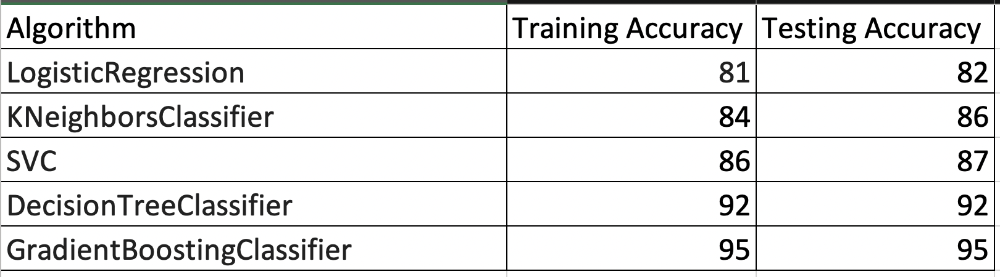 Algorithm Training Accuracy Testing Accuracy
LogisticRegression 81 82
KNeighborsClassifier 84 86
SVC 86 87
DecisionTreeClassifier 92 92
GradientBoostingClassifier 95 95